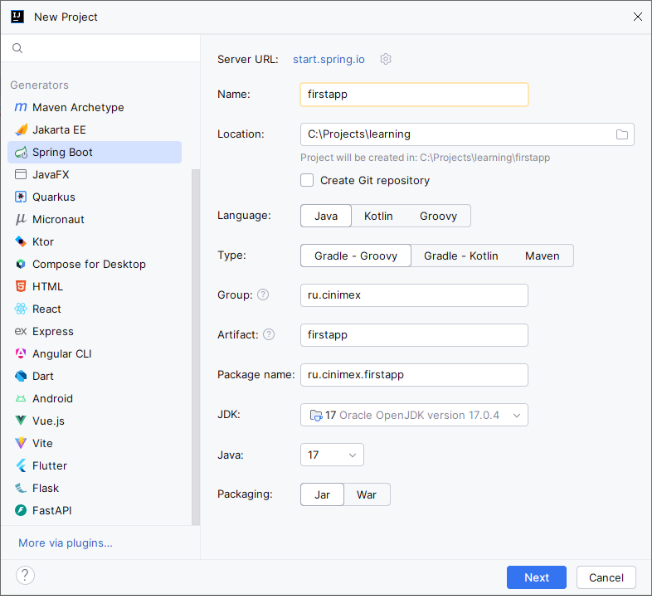 New Project
Generators
Maven Archetype
Jakarta EE
Spring Boot
JavaFX
Quarkus
Micronaut
Ktor
Compose for Desktop
HTML
React
Express
Angular CLI
Dart
Android
Vue.js
Vite
Flutter
Flask
FastAPI
More via plugins...
Server URL: start.spring.io
Name: firstapp
Location: C:\Projects\learning
Project will be created in: C:\Projects\learning\firstapp
Create Git repository
Language: Java Kotlin Groovy
Type: Gradle - Groovy Gradle - Kotlin Maven
Group: ? ru.cinimex
Artifact: ? firstapp
Package name: ru.cinimex.firstapp
JDK: 17 Oracle OpenJDK version 17.0.4
Java: 17
Packaging: Jar War
? Next Cancel